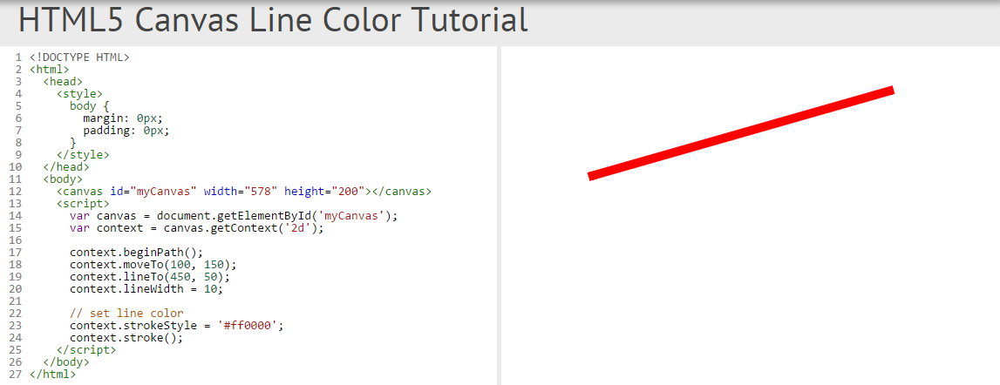 HTML5 Canvas Line Color Tutorial
1 <!DOCTYPE HTML>
2 <html>
3   <head>
4     <style>
5       body {
6         margin: 0px;
7         padding: 0px;
8       }
9     </style>
10   </head>
11   <body>
12     <canvas id="myCanvas" width="578" height="200"></canvas>
13     <script>
14       var canvas = document.getElementById('myCanvas');
15       var context = canvas.getContext('2d');
16
17       context.beginPath();
18       context.moveTo(100, 150);
19       context.lineTo(450, 50);
20       context.lineWidth = 10;
21
22       // set line color
23       context.strokeStyle = '#ff0000';
24       context.stroke();
25     </script>
26   </body>
27 </html>